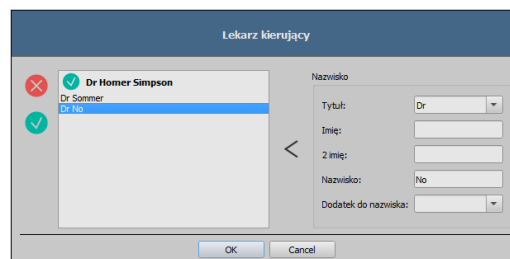 Lekarz kierujący
Dr Homer Simpson
Dr Sommer
Dr No
Nazwisko
Tytuł: Dr
Imię:
2 imię:
Nazwisko: No
Dodatek do nazwiska:
OK Cancel